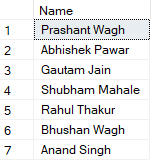 Name
1 Prashant Wagh
2 Abhishek Pawar
3 Gautam Jain
4 Shubham Mahale
5 Rahul Thakur
6 Bhushan Wagh
7 Anand Singh